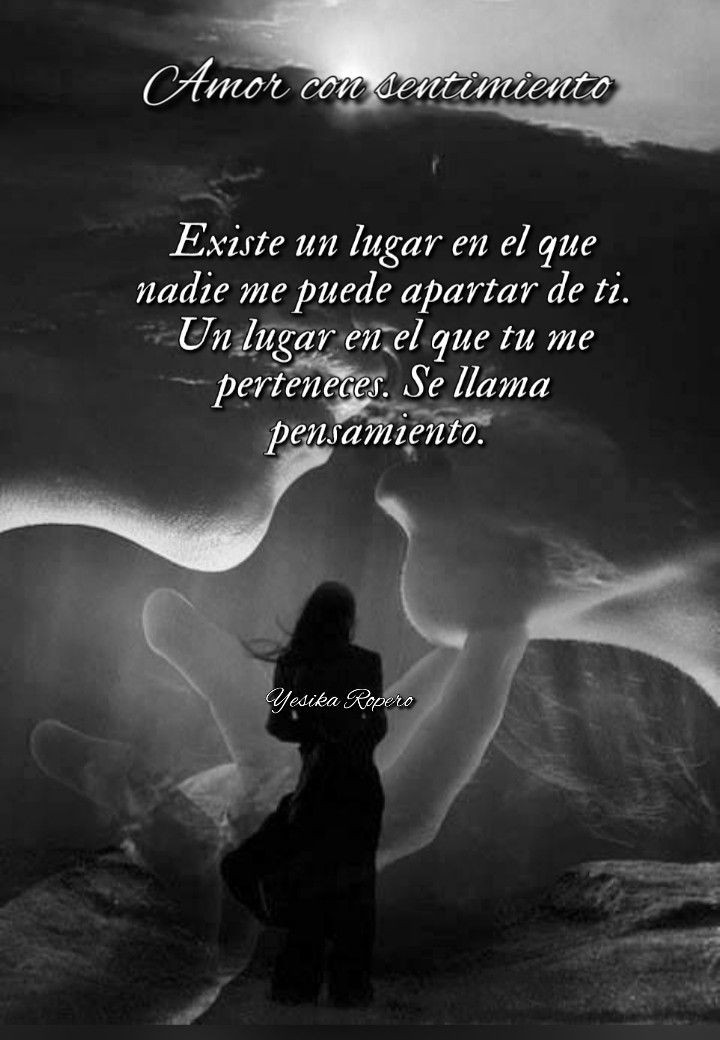 Amor con sentimiento
Existe un lugar en el que
nadie me puede apartar de ti.
Un lugar en el que tu me
perteneces. Se llama
pensamiento.
Yesika Ropero